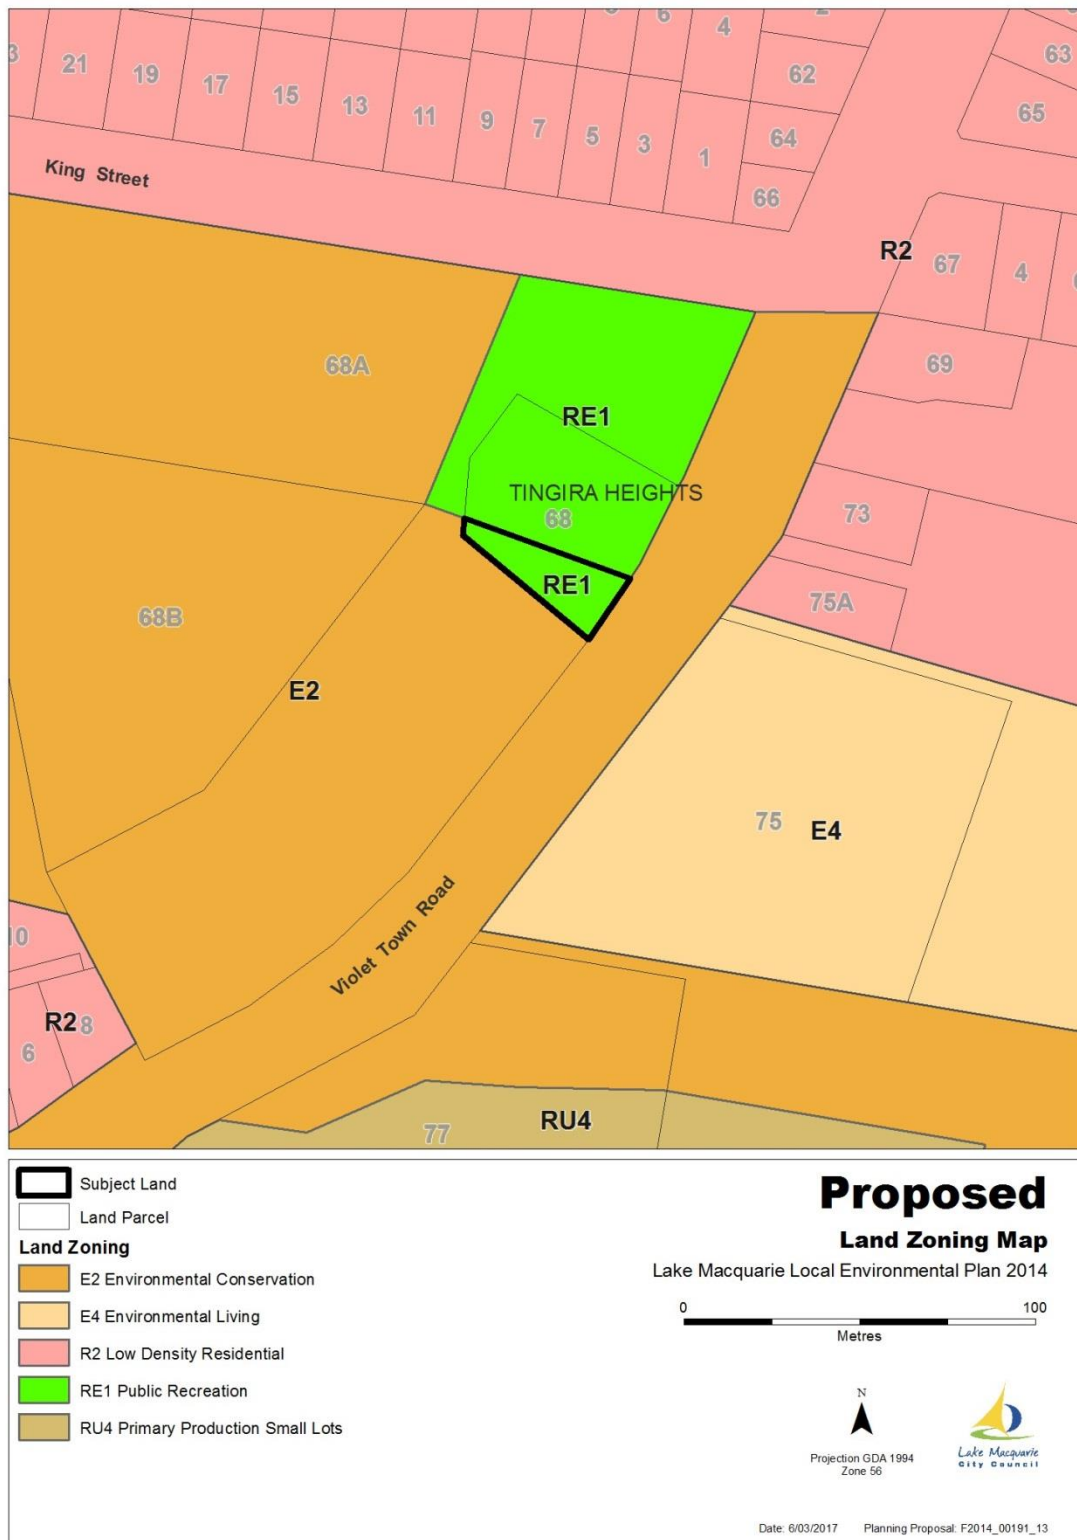 6
4
2
63
3
21
19
17
15
13
11
9
7
5
3
1
62
64
65
66
King Street
R2
67
4
69
68A
RE1
TINGIRA HEIGHTS
68
73
RE1
75A
68B
E2
75
E4
Violet Town Road
10
R2
8
6
RU4
77
Subject Land
Land Parcel
Land Zoning
E2 Environmental Conservation
E4 Environmental Living
R2 Low Density Residential
RE1 Public Recreation
RU4 Primary Production Small Lots
Proposed
Land Zoning Map
Lake Macquarie Local Environmental Plan 2014
0 100
Metres
N
Projection GDA 1994
Zone 56
Lake Macquarie
City Council
Date: 6/03/2017 Planning Proposal: F2014_00191_13